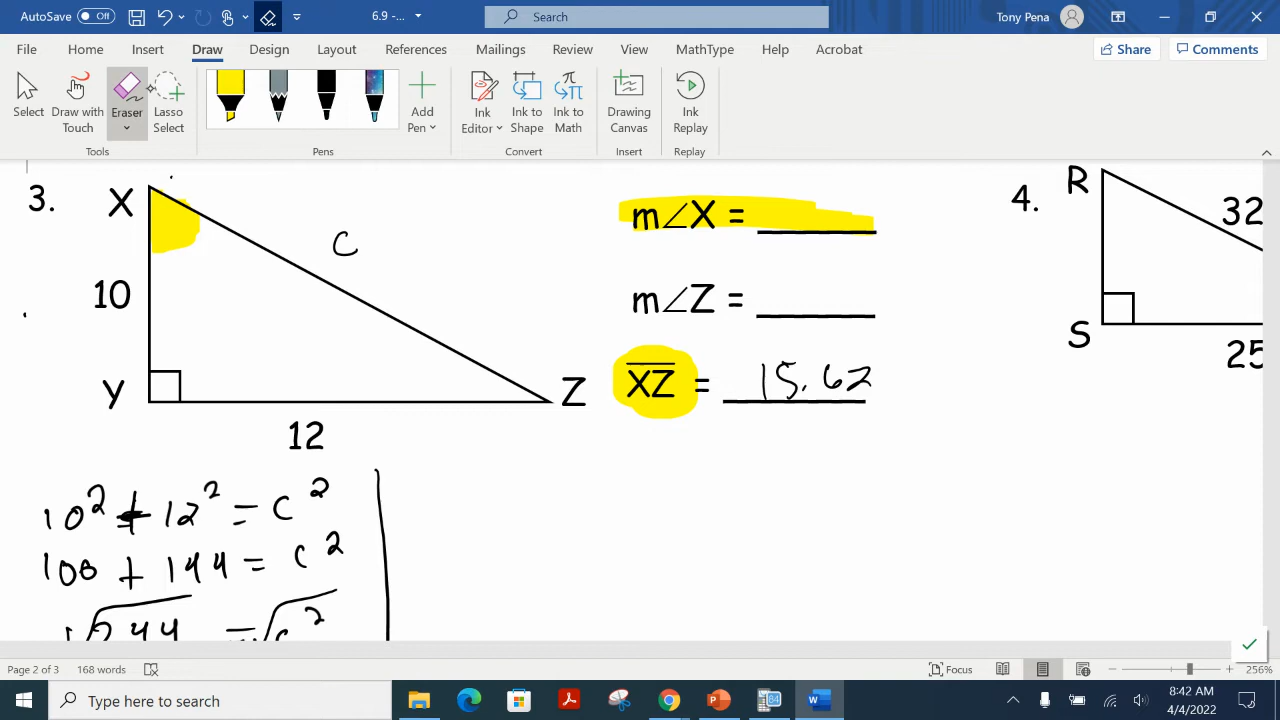 AutoSave Off
6.9 -...
Search
Tony Pena
File Home Insert Draw Design Layout References Mailings Review View MathType Help Acrobat
Share
Comments
Select
Draw with Touch
Eraser
Lasso Select
Add Pen
Ink Editor
Ink to Shape
Ink to Math
Drawing Canvas
Ink Replay
Tools
Pens
Convert
Insert
Replay
3.
X
C
10
Y
Z
12
m∠X =
m∠Z =
XZ = 15.62
4.
R
32
S
25
10² + 12² = c²
100 + 144 = c²
√244 = √c²
Page 2 of 3
168 words
Focus
256%
64
Type here to search
8:42 AM
4/4/2022